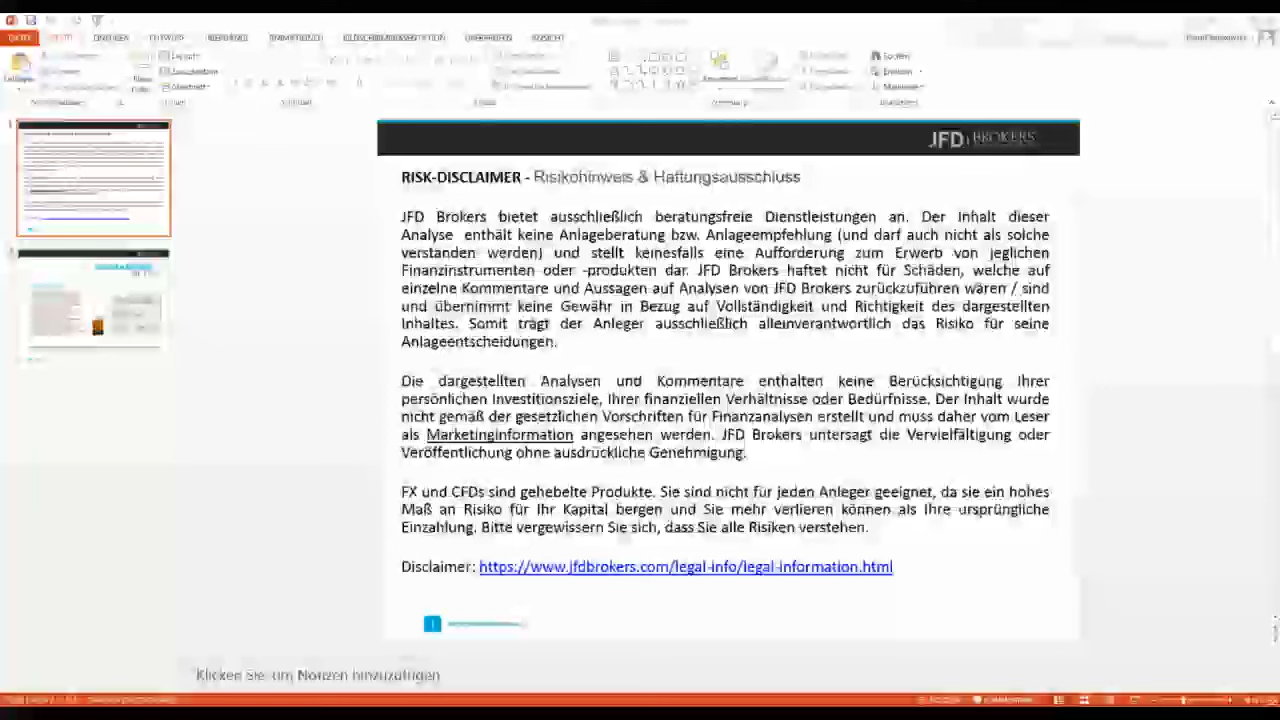 DATEI
ANSICHT
Suchen
Ersetzen
1
JFD BROKERS
RISK-DISCLAIMER - Risikohinweis & Haftungsausschluss
JFD Brokers bietet ausschließlich beratungsfreie Dienstleistungen an. Der Inhalt dieser
Analyse enthält keine Anlageberatung bzw. Anlageempfehlung (und darf auch nicht als solche
verstanden werden) und stellt keinesfalls eine Aufforderung zum Erwerb von jeglichen
Finanzinstrumenten oder -produkten dar. JFD Brokers haftet nicht für Schäden, welche auf
einzelne Kommentare und Aussagen auf Analysen von JFD Brokers zurückzuführen wären / sind
und übernimmt keine Gewähr in Bezug auf Vollständigkeit und Richtigkeit des dargestellten
Inhaltes. Somit trägt der Anleger ausschließlich alleinverantwortlich das Risiko für seine
Anlageentscheidungen.
Die dargestellten Analysen und Kommentare enthalten keine Berücksichtigung Ihrer
persönlichen Investitionsziele, Ihrer finanziellen Verhältnisse oder Bedürfnisse. Der Inhalt wurde
nicht gemäß der gesetzlichen Vorschriften für Finanzanalysen erstellt und muss daher vom Leser
als Marketinginformation angesehen werden. JFD Brokers untersagt die Vervielfältigung oder
Veröffentlichung ohne ausdrückliche Genehmigung.
FX und CFDs sind gehebelte Produkte. Sie sind nicht für jeden Anleger geeignet, da sie ein hohes
Maß an Risiko für Ihr Kapital bergen und Sie mehr verlieren können als Ihre ursprüngliche
Einzahlung. Bitte vergewissern Sie sich, dass Sie alle Risiken verstehen.
Disclaimer: https://www.jfdbrokers.com/legal-info/legal-information.html
1
Klicken Sie, um Notizen hinzuzufügen